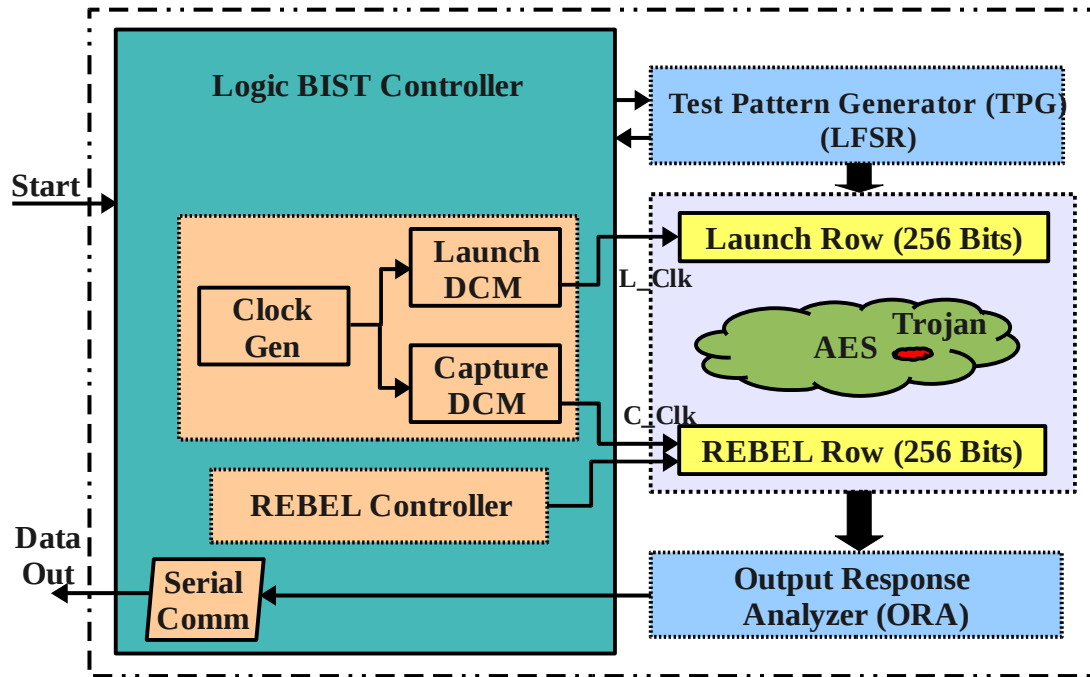 Logic BIST Controller
Test Pattern Generator (TPG)
(LFSR)
Start
Launch
DCM
Clock
Gen
Capture
DCM
L_Clk
C_Clk
Launch Row (256 Bits)
Trojan
AES
REBEL Row (256 Bits)
REBEL Controller
Data
Out
Serial
Comm
Output Response
Analyzer (ORA)